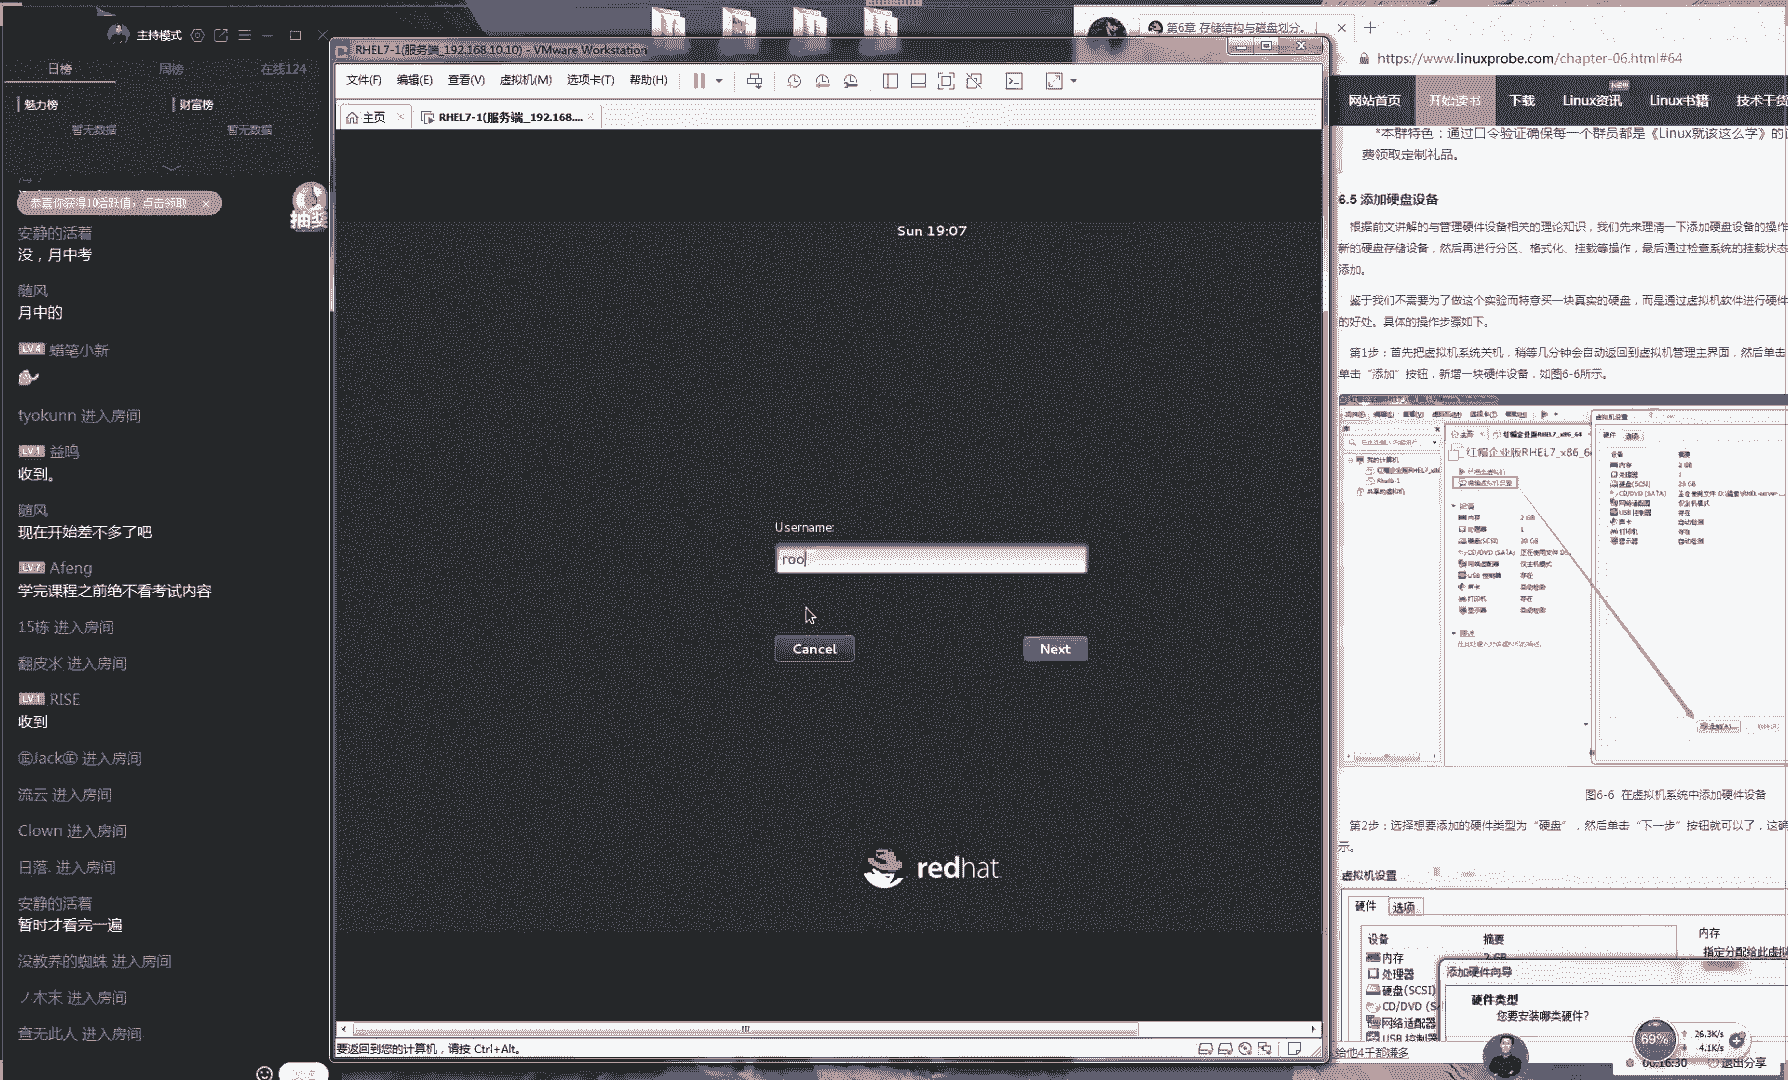 主持模式
日榜
周榜
在线124
魅力榜
财富榜
暂无数据
暂无数据
恭喜你获得10活跃值，点击领取
抽奖
安静的活着
没，月中考
随风
月中的
LV.4 蜡笔小新
tyokunn 进入房间
LV.1 益鸣
收到。
随风
现在开始差不多了吧
LV.7 Afeng
学完课程之前绝不看考试内容
15栋 进入房间
翻皮水 进入房间
LV.1 RISE
收到
㊣Jack㊣ 进入房间
流云 进入房间
Clown 进入房间
日落. 进入房间
安静的活着
暂时才看完一遍
没教养的蜘蛛 进入房间
ノ木末 进入房间
查无此人 进入房间
RHEL7-1(服务端_192.168.10.10) - VMware Workstation
文件(F)
编辑(E)
查看(V)
虚拟机(M)
选项卡(T)
帮助(H)
主页
RHEL7-1(服务端_192.168....
Sun 19:07
Username:
roo
Cancel
Next
redhat
要返回到您的计算机，请按 Ctrl+Alt。
第6章 存储结构与磁盘划分。
https://www.linuxprobe.com/chapter-06.html#64
网站首页
开始读书
下载
Linux资讯
Linux书籍
技术干货
*本群特色：通过口令验证确保每一个群员都是《Linux就该这么学》的
费领取定制礼品。
6.5 添加硬盘设备
根据前文讲解的与管理硬件设备相关的理论知识，我们先来理清一下添加硬盘设备的操作
新的硬盘存储设备，然后再进行分区、格式化、挂载等操作，最后通过检查系统的挂载状态
添加。
鉴于我们不需要为了做这个实验而特意买一块真实的硬盘，而是通过虚拟机软件进行硬件
的好处。具体的操作步骤如下。
第1步：首先把虚拟机系统关机，稍等几分钟会自动返回到虚拟机管理主界面，然后单击
单击“添加”按钮，新增一块硬件设备，如图6-6所示。
图6-6 在虚拟机系统中添加硬件设备
第2步：选择想要添加的硬件类型为“硬盘”，然后单击“下一步”按钮就可以了，这确
示。
虚拟机设置
硬件
选项
设备
摘要
内存
2 GB
处理器
硬盘(SCSI)
CD/DVD (S
网络适配器
USB 控制器
内存
指定分配给此虚拟
添加硬件向导
硬件类型
您要安装哪类硬件?
69%
26.3K/s
4.1K/s
00:16:30
退出分享